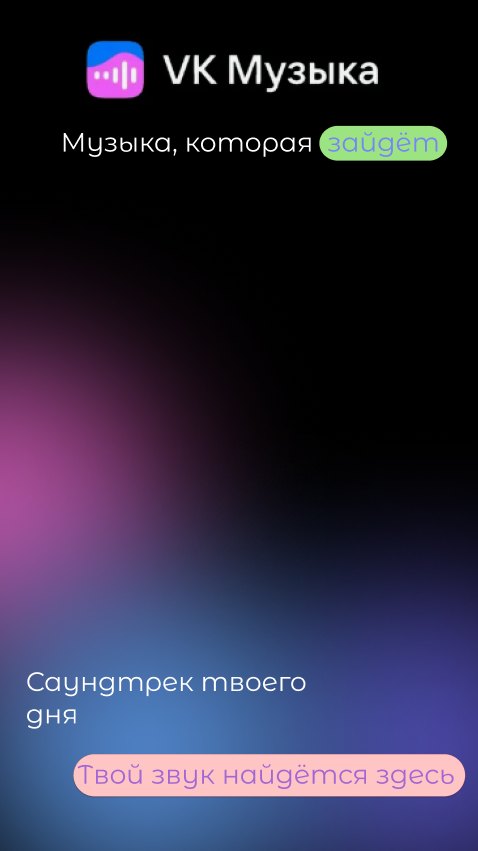 VK Музыка
Музыка, которая зайдёт
Саундтрек твоего
дня
Твой звук найдётся здесь